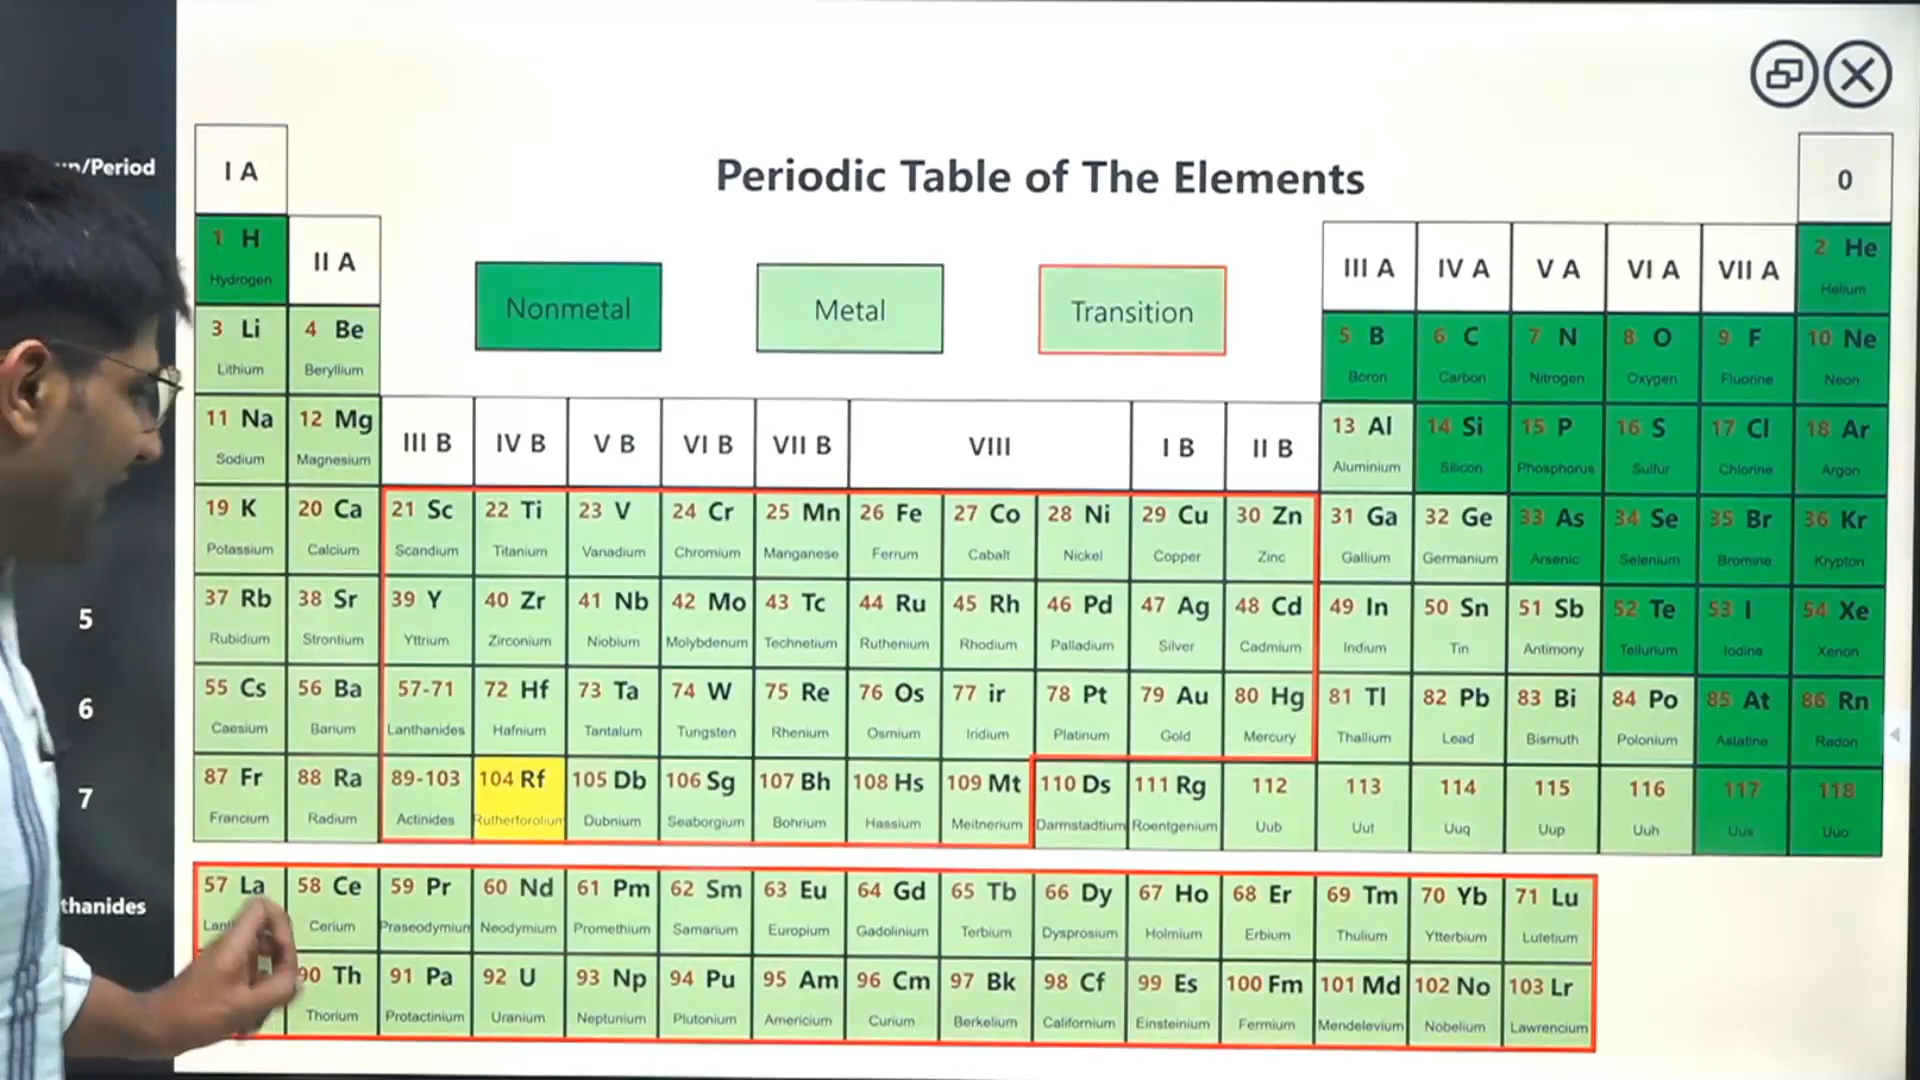 /Period
I A
Periodic Table of The Elements
0
1 H
Hydrogen
II A
Nonmetal
Metal
Transition
III A IV A V A VI A VII A
2 He
Helium
3 Li 4 Be
Lithium Beryllium
5 B 6 C 7 N 8 O 9 F 10 Ne
Boron Carbon Nitrogen Oxygen Fluorine Neon
11 Na 12 Mg
Sodium Magnesium
III B IV B V B VI B VII B VIII I B II B
13 Al 14 Si 15 P 16 S 17 Cl 18 Ar
Aluminium Silicon Phosphorus Sulfur Chlorine Argon
19 K 20 Ca 21 Sc 22 Ti 23 V 24 Cr 25 Mn 26 Fe 27 Co 28 Ni 29 Cu 30 Zn 31 Ga 32 Ge 33 As 34 Se 35 Br 36 Kr
Potassium Calcium Scandium Titanium Vanadium Chromium Manganese Ferrum Cabalt Nickel Copper Zinc Gallium Germanium Arsenic Selenium Bromine Krypton
5
37 Rb 38 Sr 39 Y 40 Zr 41 Nb 42 Mo 43 Tc 44 Ru 45 Rh 46 Pd 47 Ag 48 Cd 49 In 50 Sn 51 Sb 52 Te 53 I 54 Xe
Rubidium Strontium Yttrium Zirconium Niobium Molybdenum Technetium Ruthenium Rhodium Palladium Silver Cadmium Indium Tin Antimony Tellurium Iodine Xenon
6
55 Cs 56 Ba 57-71 72 Hf 73 Ta 74 W 75 Re 76 Os 77 ir 78 Pt 79 Au 80 Hg 81 Tl 82 Pb 83 Bi 84 Po 85 At 86 Rn
Caesium Barium Lanthanides Hafnium Tantalum Tungsten Rhenium Osmium Iridium Platinum Gold Mercury Thallium Lead Bismuth Polonium Astatine Radon
7
87 Fr 88 Ra 89-103 104 Rf 105 Db 106 Sg 107 Bh 108 Hs 109 Mt 110 Ds 111 Rg 112 113 114 115 116 117 118
Francium Radium Actinides Rutherforolium Dubnium Seaborgium Bohrium Hassium Meitnerium Darmstadtium Roentgenium Uub Uut Uuq Uup Uuh Uus Uuo
thanides
57 La 58 Ce 59 Pr 60 Nd 61 Pm 62 Sm 63 Eu 64 Gd 65 Tb 66 Dy 67 Ho 68 Er 69 Tm 70 Yb 71 Lu
Cerium Praseodymium Neodymium Promethium Samarium Europium Gadolinium Terbium Dysprosium Holmium Erbium Thulium Ytterbium Lutetium
90 Th 91 Pa 92 U 93 Np 94 Pu 95 Am 96 Cm 97 Bk 98 Cf 99 Es 100 Fm 101 Md 102 No 103 Lr
Thorium Protactinium Uranium Neptunium Plutonium Americium Curium Berkelium Californium Einsteinium Fermium Mendelevium Nobelium Lawrencium